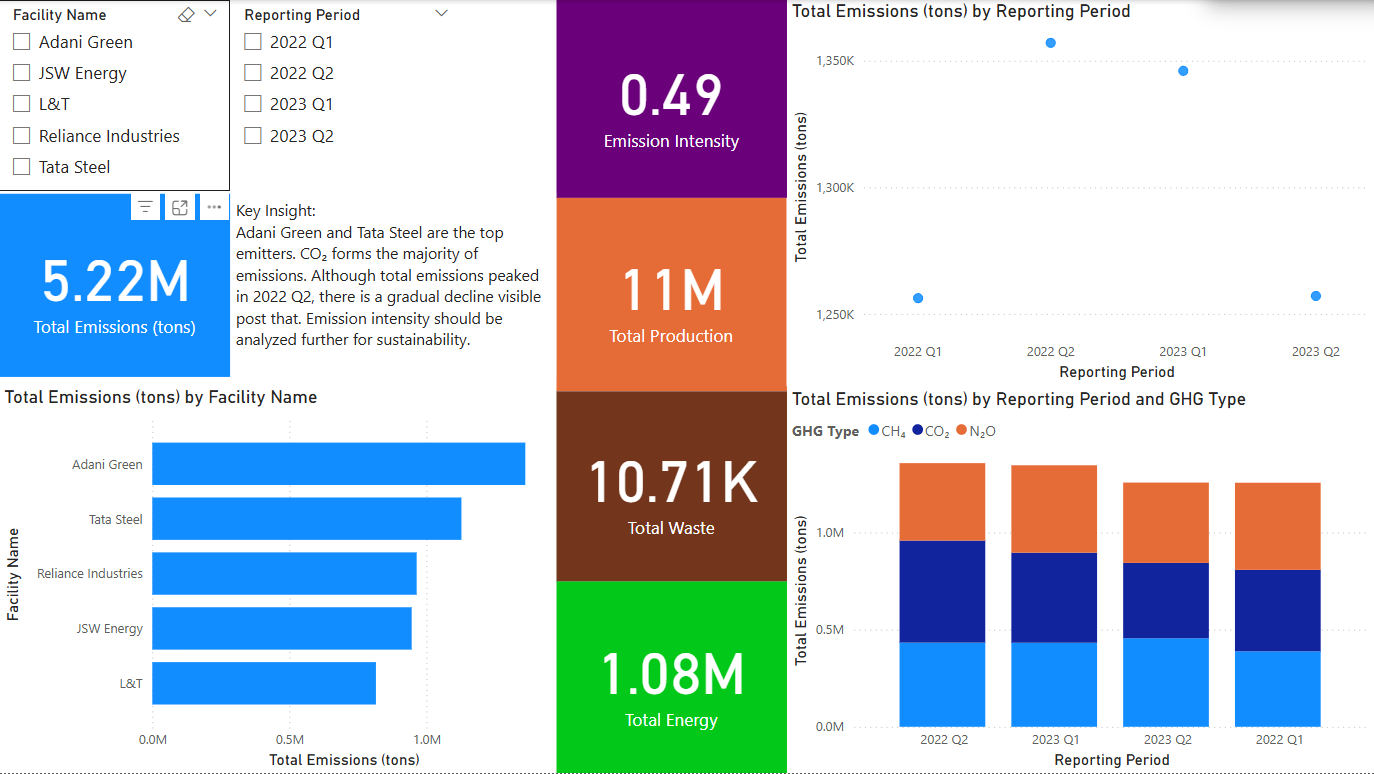 Facility Name
Adani Green
JSW Energy
L&T
Reliance Industries
Tata Steel
Reporting Period
2022 Q1
2022 Q2
2023 Q1
2023 Q2
5.22M
Total Emissions (tons)
Key Insight:
Adani Green and Tata Steel are the top
emitters. CO₂ forms the majority of
emissions. Although total emissions peaked
in 2022 Q2, there is a gradual decline visible
post that. Emission intensity should be
analyzed further for sustainability.
0.49
Emission Intensity
11M
Total Production
10.71K
Total Waste
1.08M
Total Energy
Total Emissions (tons) by Reporting Period
Total Emissions (tons)
1,350K
1,300K
1,250K
2022 Q1 2022 Q2 2023 Q1 2023 Q2
Reporting Period
Total Emissions (tons) by Facility Name
Facility Name
Adani Green
Tata Steel
Reliance Industries
JSW Energy
L&T
0.0M 0.5M 1.0M
Total Emissions (tons)
Total Emissions (tons) by Reporting Period and GHG Type
GHG Type CH₄ CO₂ N₂O
Total Emissions (tons)
1.0M
0.5M
0.0M
2022 Q2 2023 Q1 2023 Q2 2022 Q1
Reporting Period